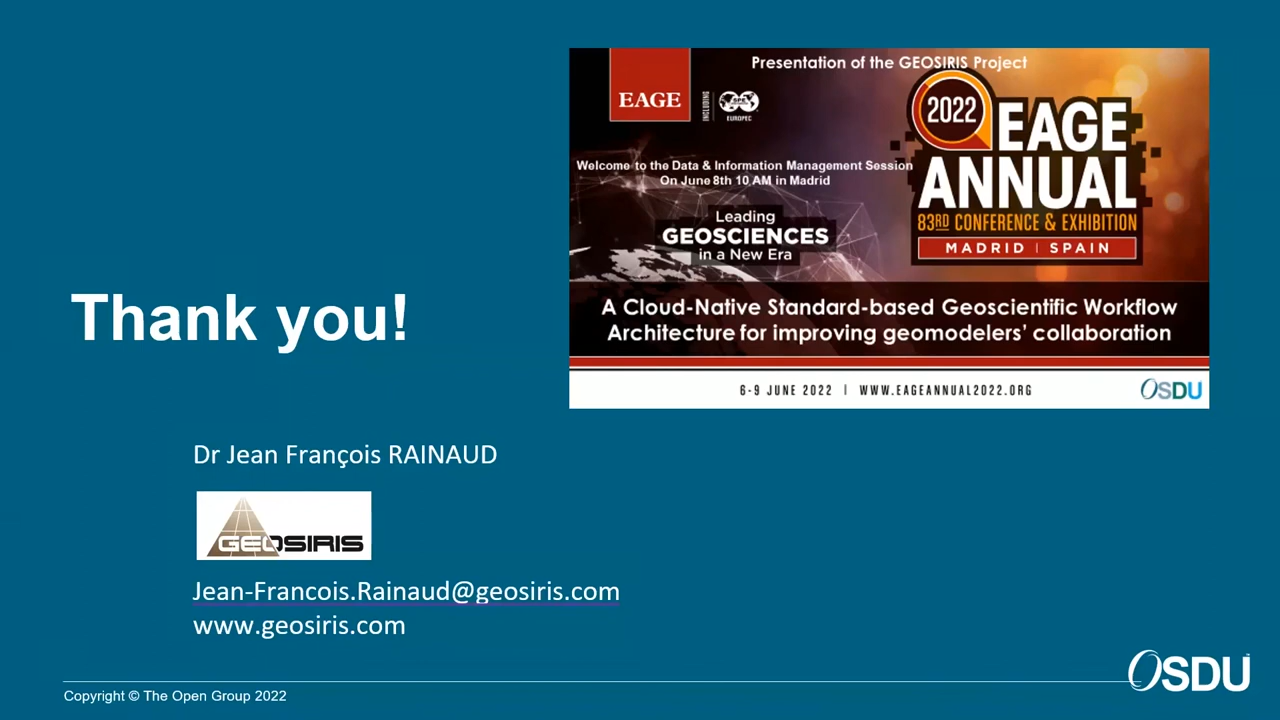 Thank you!
Presentation of the GEOSIRIS Project
EAGE
INCLUDING
SPE
EUROPEC
2022
EAGE
ANNUAL
83RD CONFERENCE & EXHIBITION
MADRID | SPAIN
Welcome to the Data & Information Management Session
On June 8th 10 AM in Madrid
Leading
GEOSCIENCES
in a New Era
A Cloud-Native Standard-based Geoscientific Workflow
Architecture for improving geomodelers' collaboration
6-9 JUNE 2022 | WWW.EAGEANNUAL2022.ORG
OSDU
Dr Jean François RAINAUD
GEOSIRIS
Jean-Francois.Rainaud@geosiris.com
www.geosiris.com
Copyright © The Open Group 2022
OSDU™